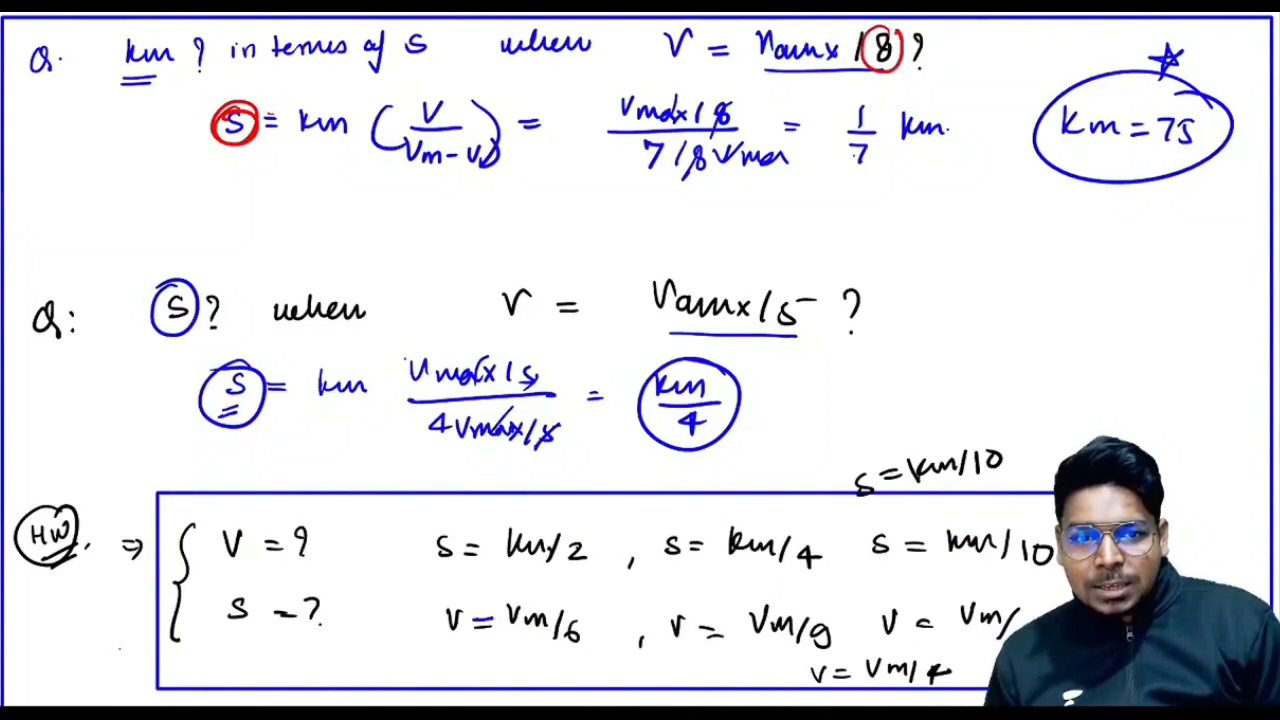 Q. km ? in terms of S when V = Vamx / 8 ?
S = km (V / Vm - V) = Vmax/8 / 7/8 Vmax = 1/7 km. km = 7S
Q: S? when V = Vamx/5 ?
S = km Vmax/5 / 4Vmax/5 = km/4
S = km/10
HW. ⇒ { V = ? S = km/2 , S = km/4 S = km/10
S = ? V = Vm/6 , V = Vm/9 V = Vm/
V = Vm/4